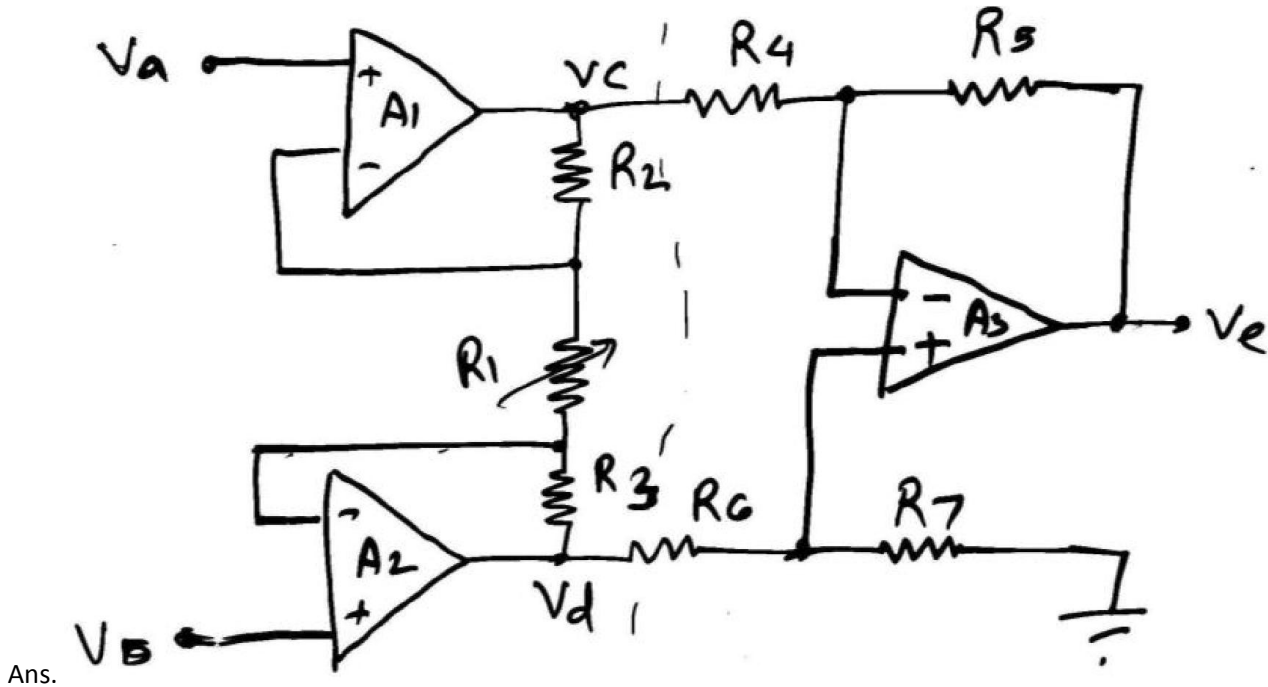 Va
+
A1
-
VC
R2
R4
R5
R1
-
A3
+
Ve
R3
R6
R7
-
A2
+
Vd
VB
Ans.